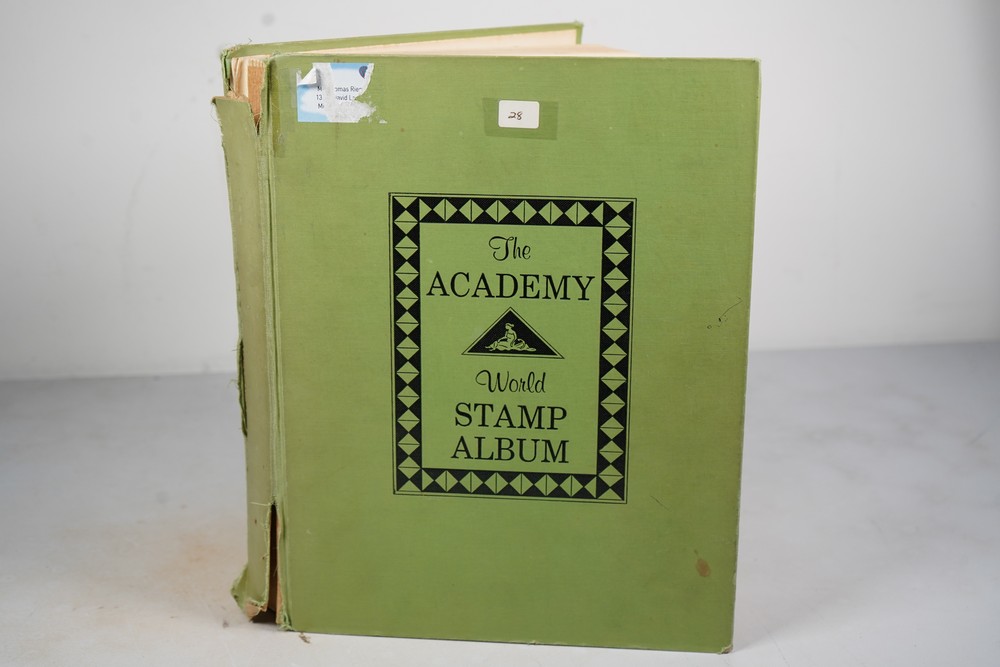 28
The
ACADEMY
World
STAMP
ALBUM